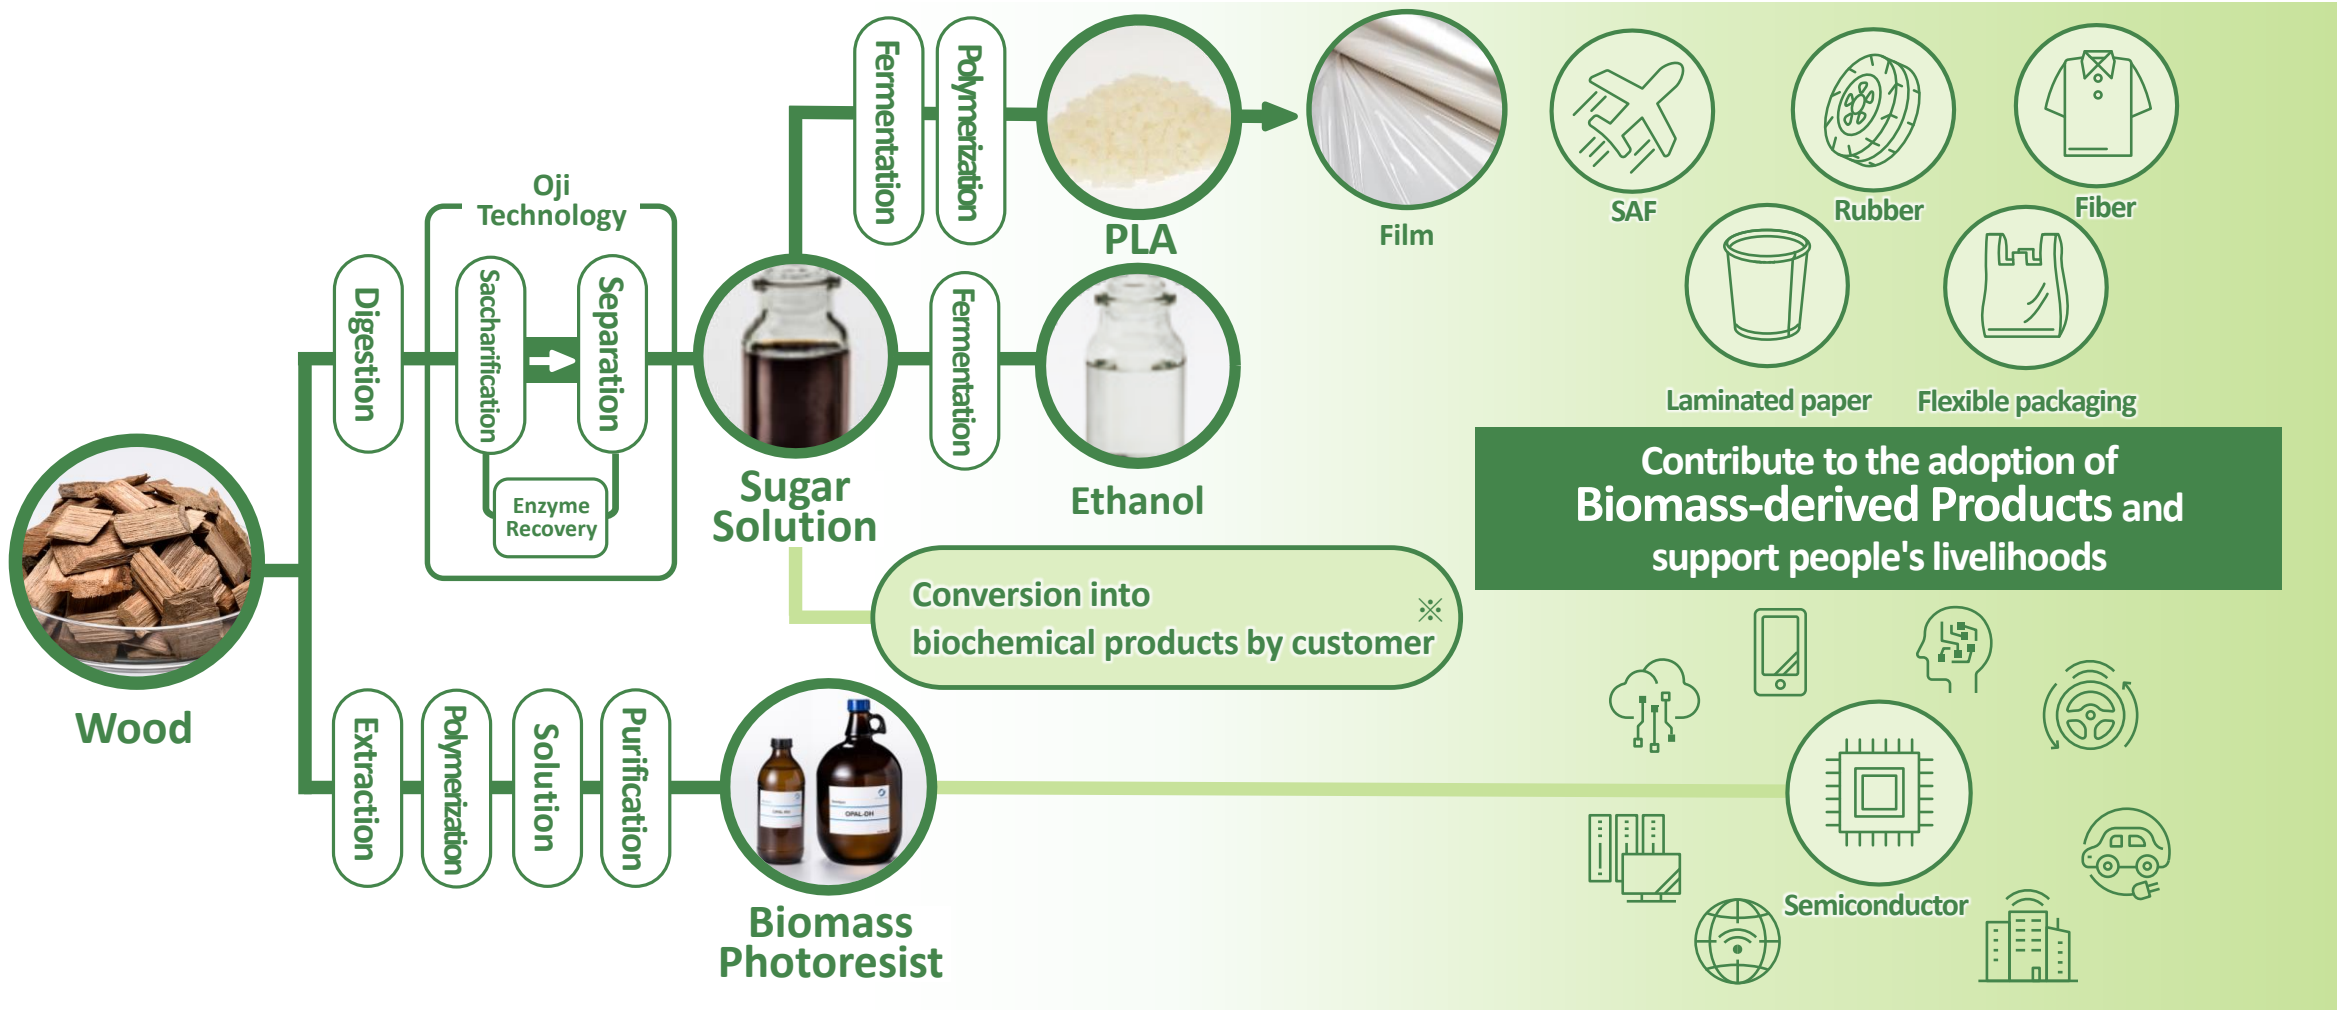 Fermentation
Polymerization
PLA
Film
SAF
Rubber
Fiber
Laminated paper
Flexible packaging
Oji
Technology
Digestion
Saccharification
Separation
Enzyme
Recovery
Sugar
Solution
Fermentation
Ethanol
Contribute to the adoption of
Biomass-derived Products and
support people's livelihoods
Conversion into
biochemical products by customer ※
Wood
Extraction
Polymerization
Solution
Purification
OPAL-DH
Biomass
Photoresist
Semiconductor